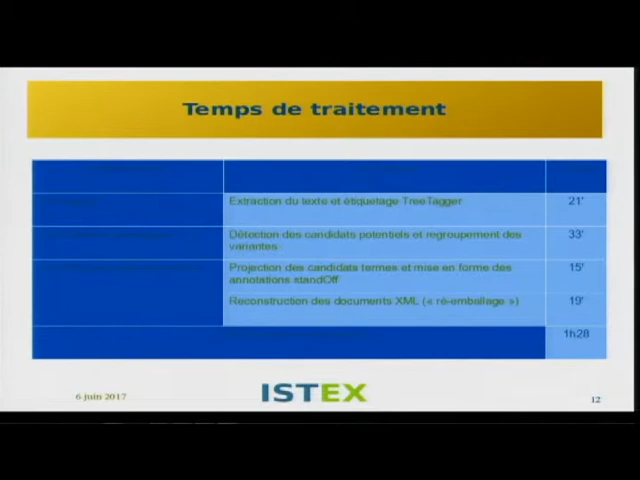 Temps de traitement
Extraction du texte et étiquetage TreeTagger
21'
Détection des candidats potentiels et regroupement des
variantes
33'
Projection des candidats termes et mise en forme des
annotations standOff
15'
Reconstruction des documents XML (« ré-emballage »)
19'
1h28
6 juin 2017
ISTEX
12